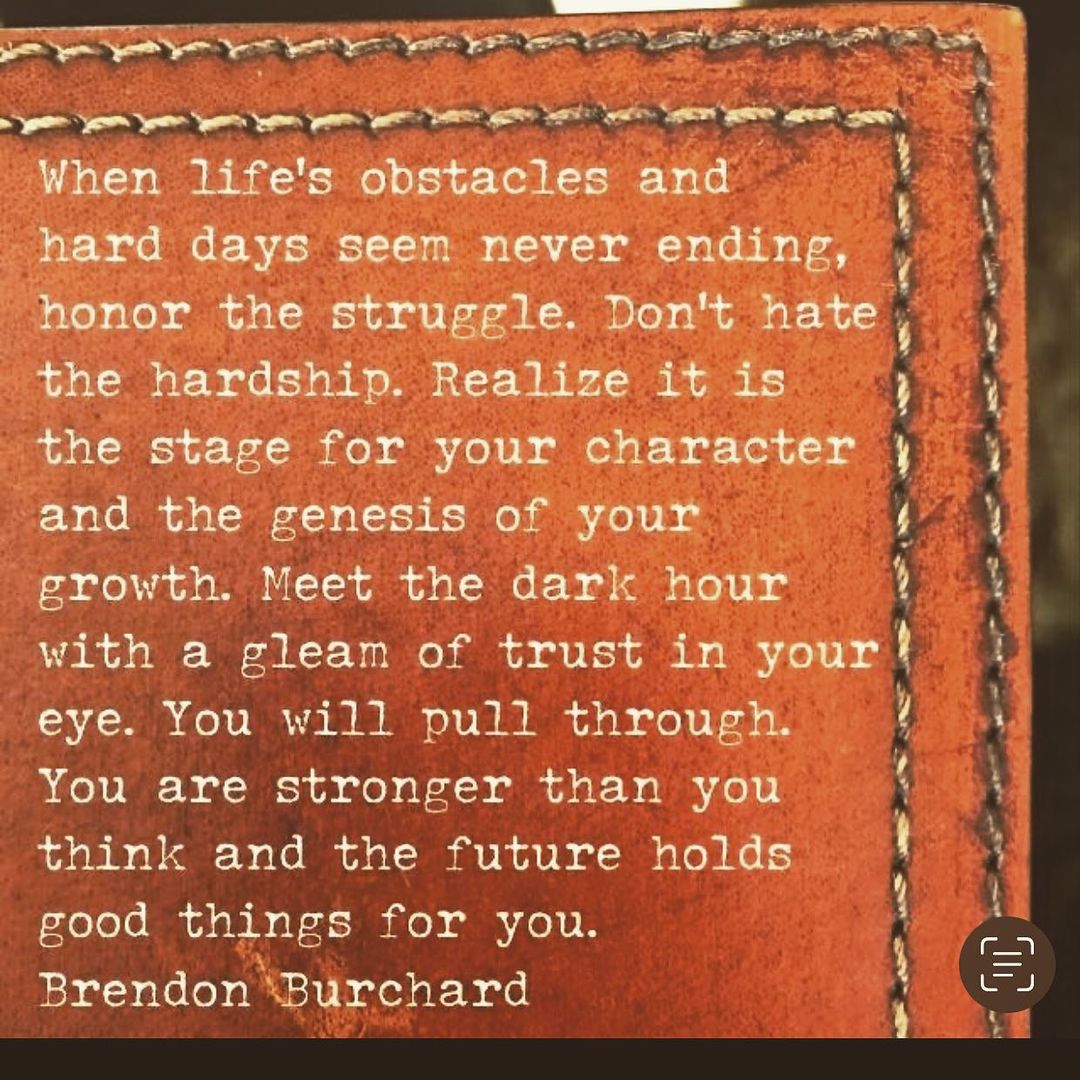 When life's obstacles and
hard days seem never ending,
honor the struggle. Don't hate
the hardship. Realize it is
the stage for your character
and the genesis of your
growth. Meet the dark hour
with a gleam of trust in your
eye. You will pull through.
You are stronger than you
think and the future holds
good things for you.
Brendon Burchard